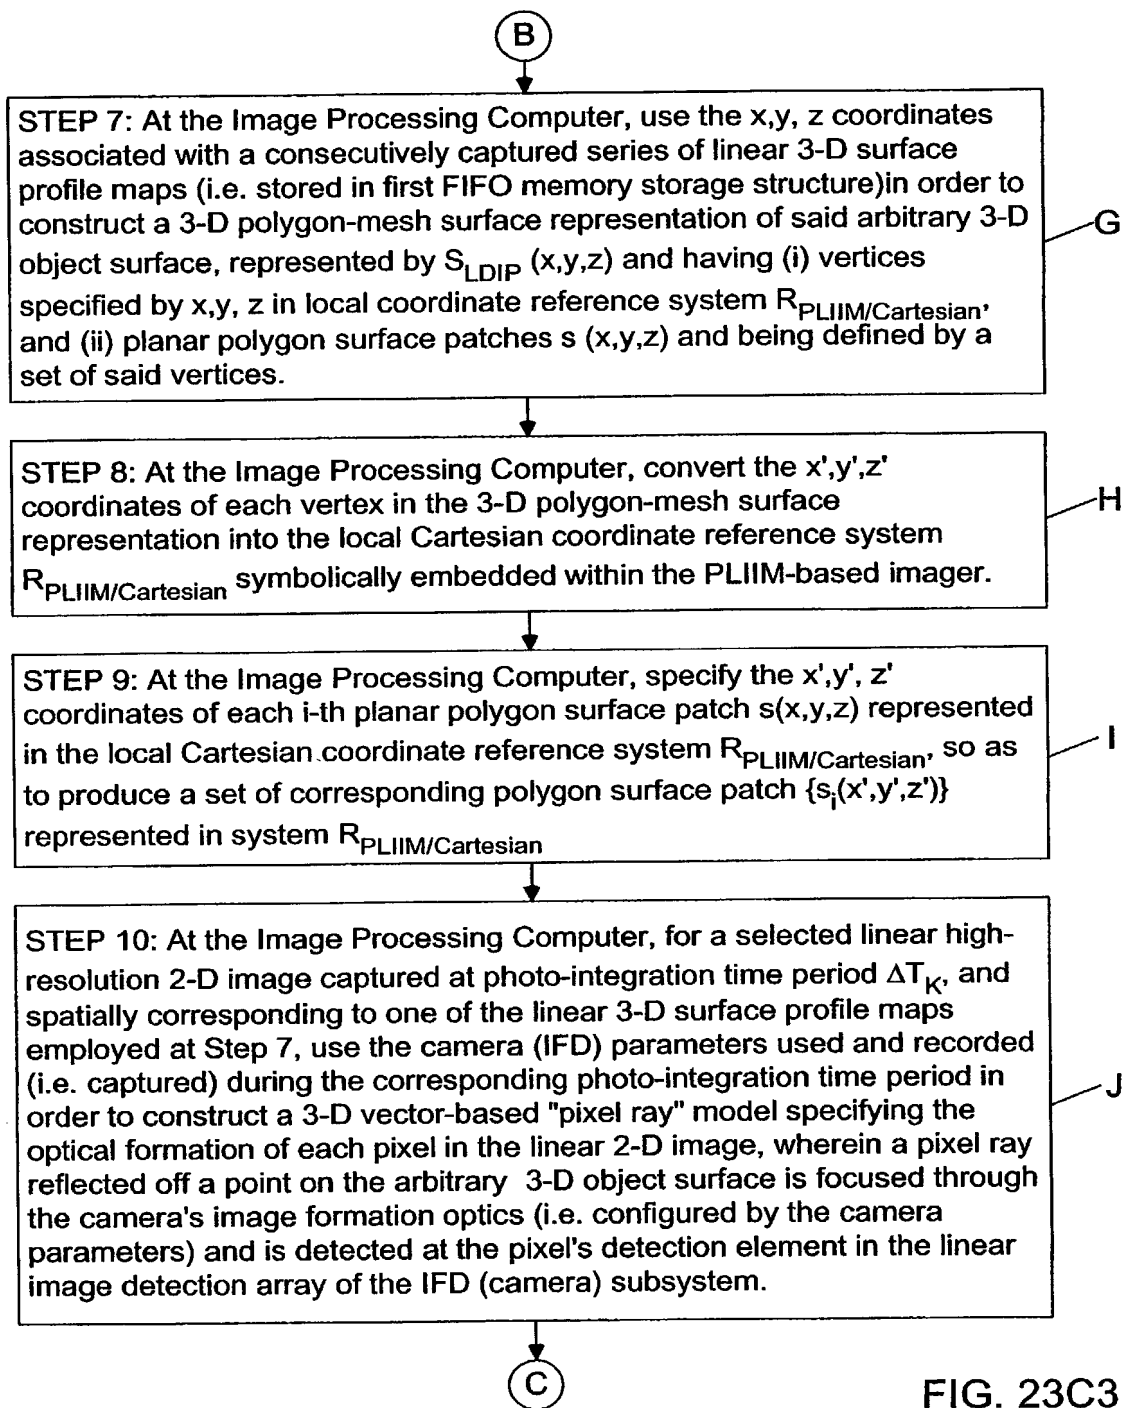 B
STEP 7: At the Image Processing Computer, use the x,y, z coordinates
associated with a consecutively captured series of linear 3-D surface
profile maps (i.e. stored in first FIFO memory storage structure)in order to
construct a 3-D polygon-mesh surface representation of said arbitrary 3-D
object surface, represented by S_LDIP (x,y,z) and having (i) vertices
specified by x,y, z in local coordinate reference system R_PLIIM/Cartesian,
and (ii) planar polygon surface patches s (x,y,z) and being defined by a
set of said vertices.
G
STEP 8: At the Image Processing Computer, convert the x',y',z'
coordinates of each vertex in the 3-D polygon-mesh surface
representation into the local Cartesian coordinate reference system
R_PLIIM/Cartesian symbolically embedded within the PLIIM-based imager.
H
STEP 9: At the Image Processing Computer, specify the x',y', z'
coordinates of each i-th planar polygon surface patch s(x,y,z) represented
in the local Cartesian coordinate reference system R_PLIIM/Cartesian, so as
to produce a set of corresponding polygon surface patch {s_i(x',y',z')}
represented in system R_PLIIM/Cartesian
I
STEP 10: At the Image Processing Computer, for a selected linear high-
resolution 2-D image captured at photo-integration time period ΔT_K, and
spatially corresponding to one of the linear 3-D surface profile maps
employed at Step 7, use the camera (IFD) parameters used and recorded
(i.e. captured) during the corresponding photo-integration time period in
order to construct a 3-D vector-based "pixel ray" model specifying the
optical formation of each pixel in the linear 2-D image, wherein a pixel ray
reflected off a point on the arbitrary 3-D object surface is focused through
the camera's image formation optics (i.e. configured by the camera
parameters) and is detected at the pixel's detection element in the linear
image detection array of the IFD (camera) subsystem.
J
C
FIG. 23C3